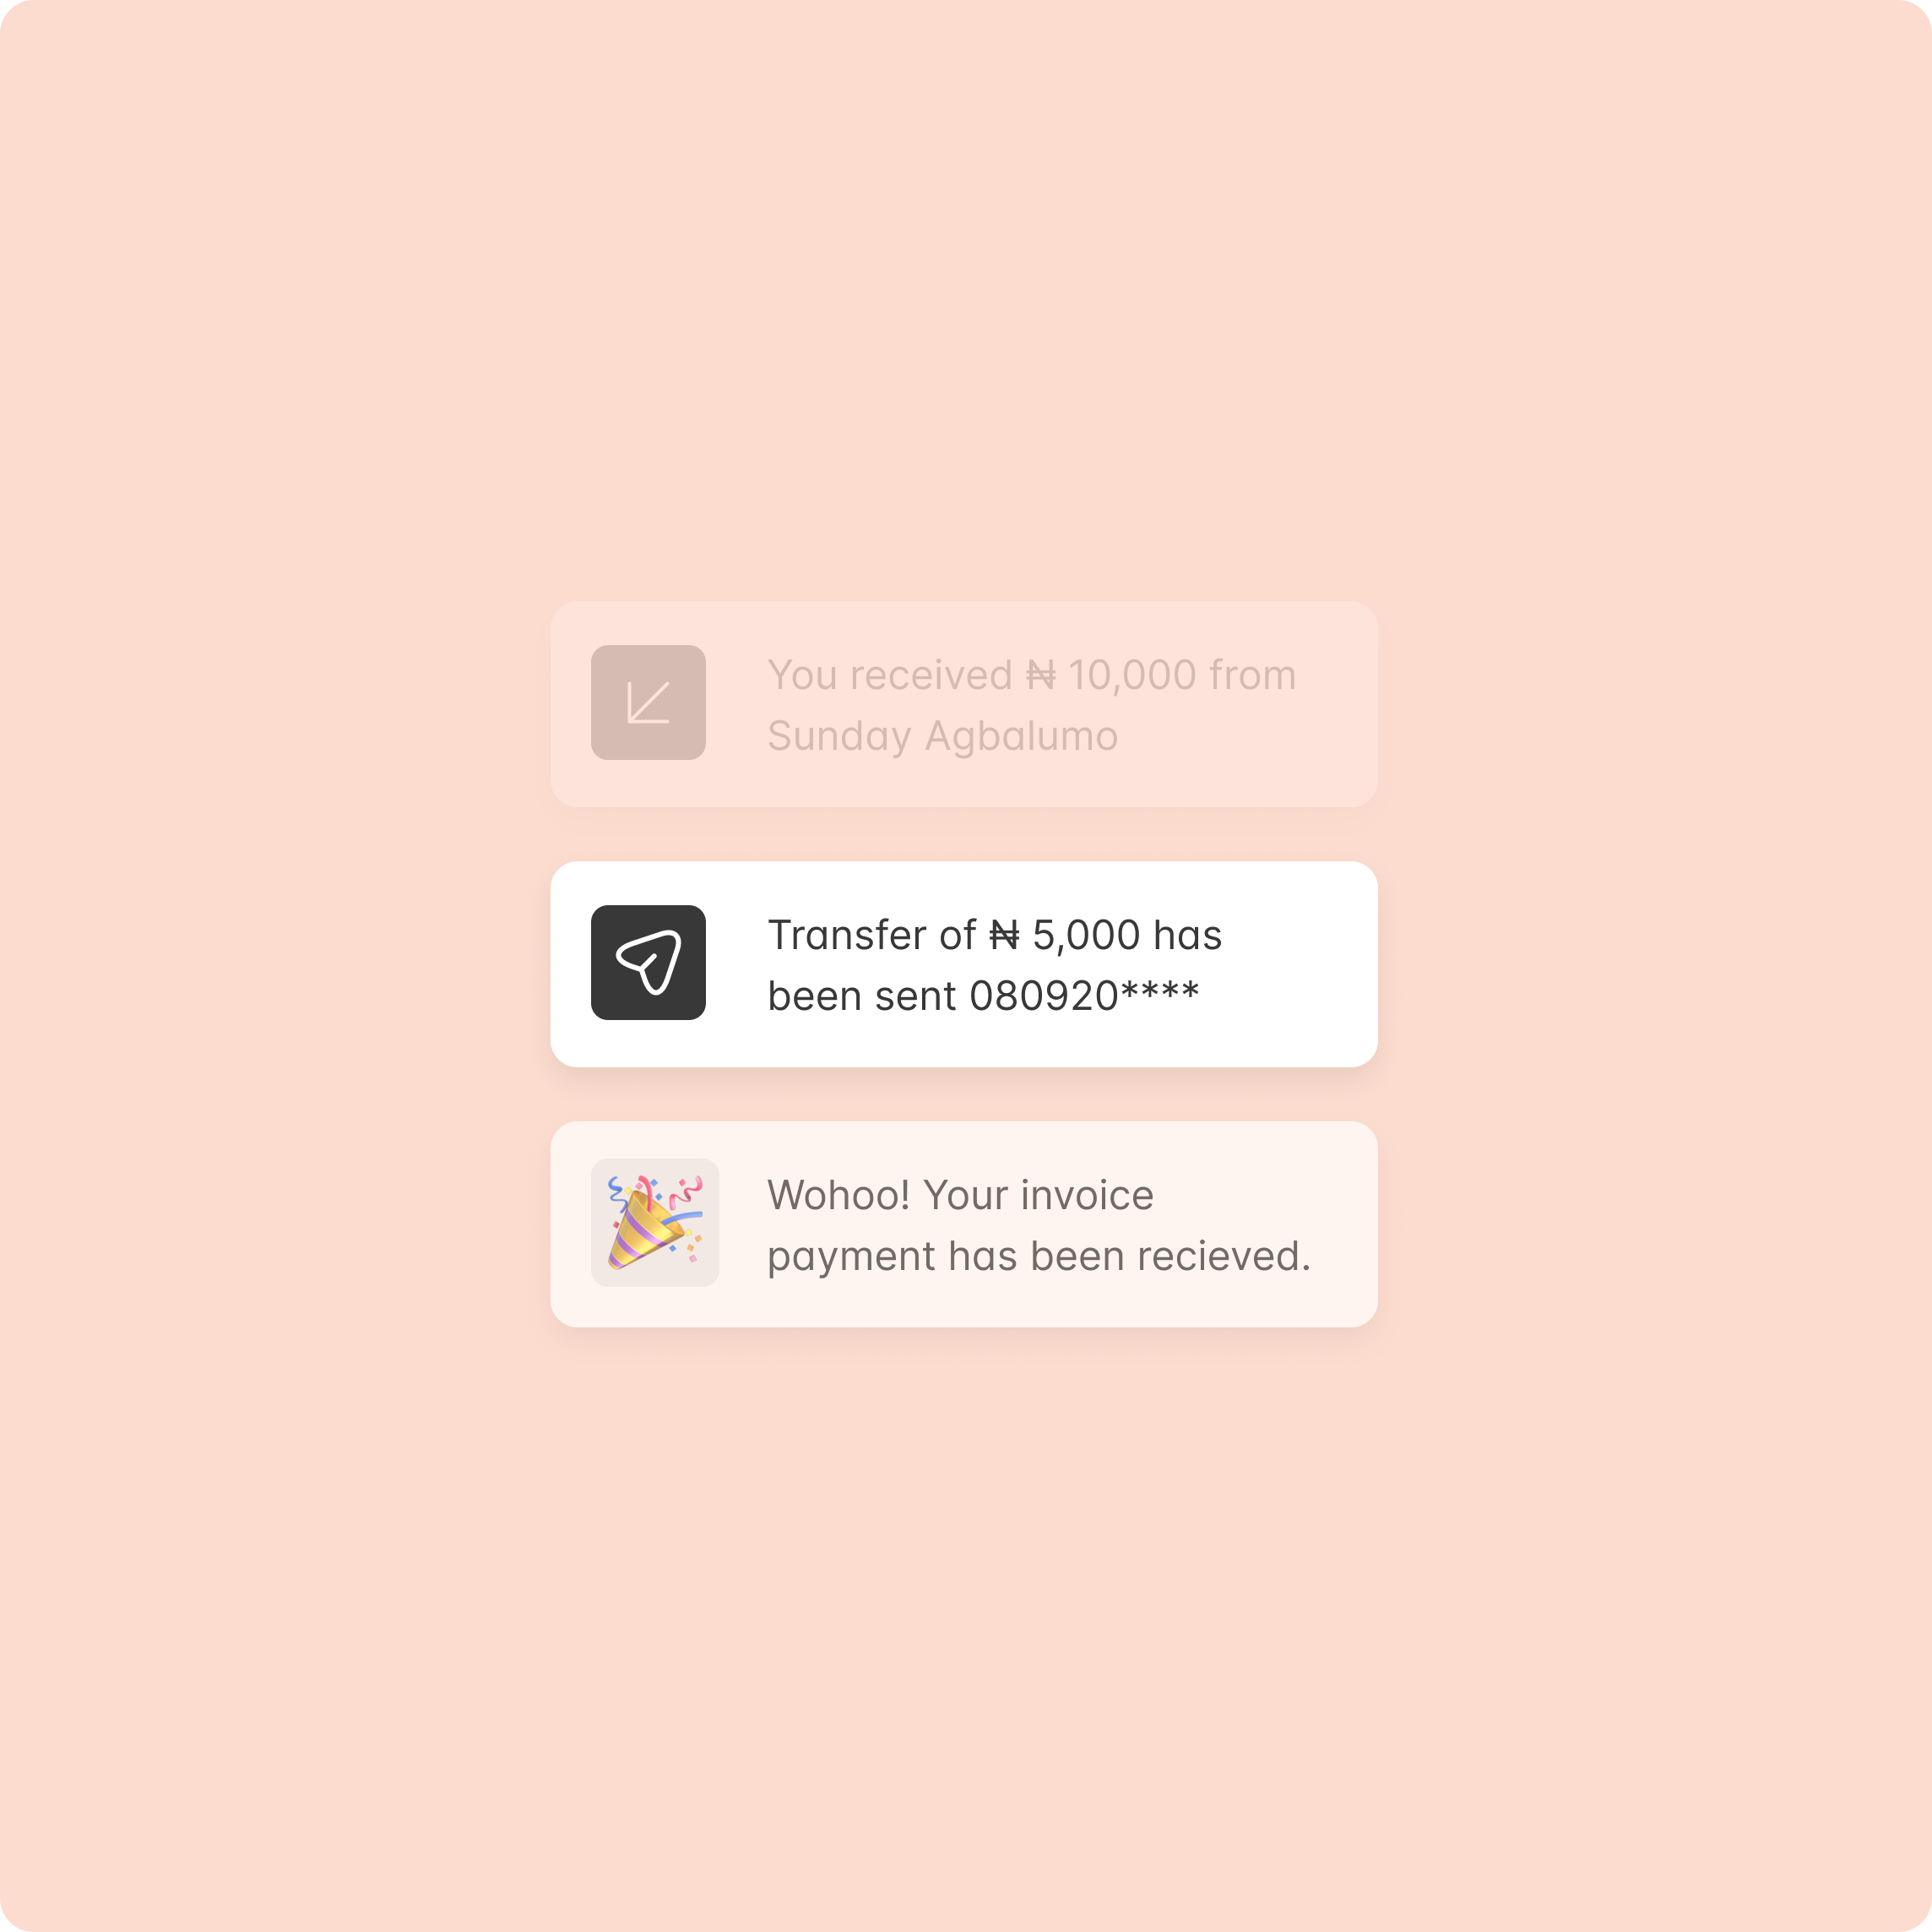 You received ₦ 10,000 from
Sunday Agbalumo
Transfer of ₦ 5,000 has
been sent 080920****
Wohoo! Your invoice
payment has been recieved.